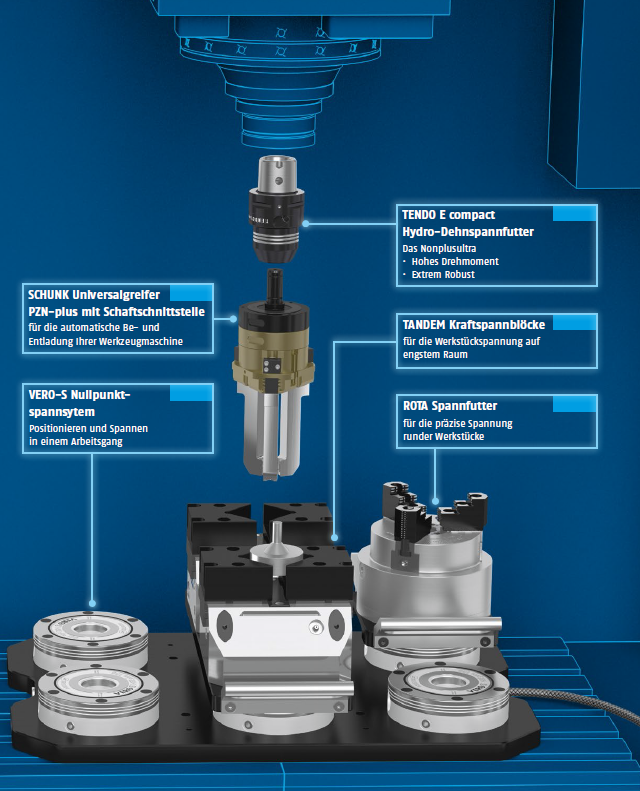 TENDO E compact
Hydro-Dehnspannfutter
Das Nonplusultra
· Hohes Drehmoment
· Extrem Robust
SCHUNK Universalgreifer
PZN-plus mit Schaftschnittstelle
für die automatische Be- und
Entladung Ihrer Werkzeugmaschine
TANDEM Kraftspannblöcke
für die Werkstückspannung auf
engstem Raum
VERO-S Nullpunkt-
spannsytem
Positionieren und Spannen
in einem Arbeitsgang
ROTA Spannfutter
für die präzise Spannung
runder Werkstücke